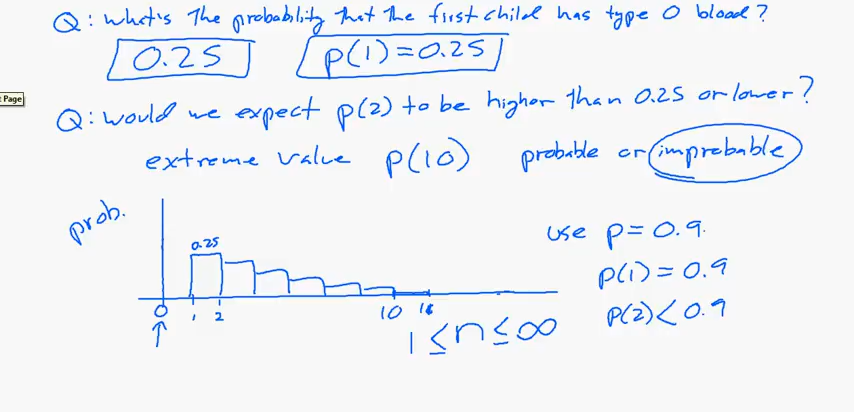 Q: What's the probability that the first child has type O blood?
0.25 p(1)=0.25
t Page
Q: Would we expect p(2) to be higher than 0.25 or lower?
extreme value p(10) probable or improbable
prob.
0.25
use p = 0.9
p(1) = 0.9
p(2) < 0.9
0 1 2 10
1 ≤ n ≤ ∞